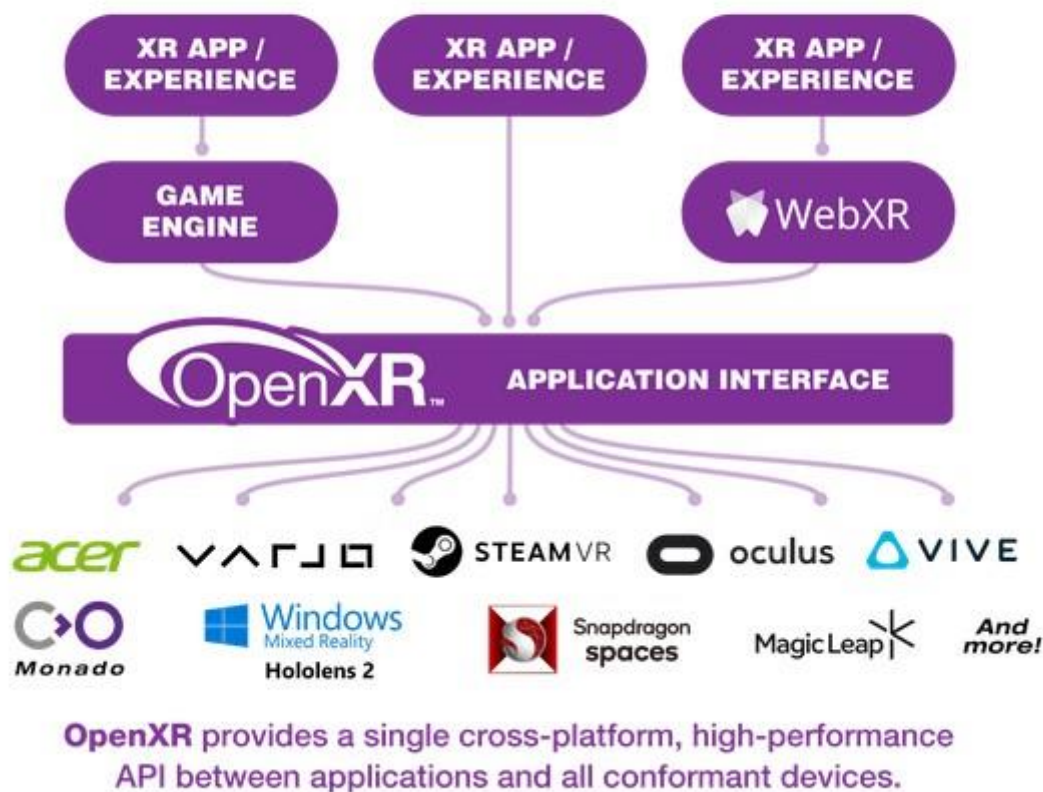 XR APP /
EXPERIENCE
XR APP /
EXPERIENCE
XR APP /
EXPERIENCE
GAME
ENGINE
WebXR
OpenXR™
APPLICATION INTERFACE
acer
VARJO
STEAMVR
oculus
VIVE
Monado
Windows
Mixed Reality
Hololens 2
Snapdragon
spaces
Magic Leap
And
more!
OpenXR provides a single cross-platform, high-performance
API between applications and all conformant devices.